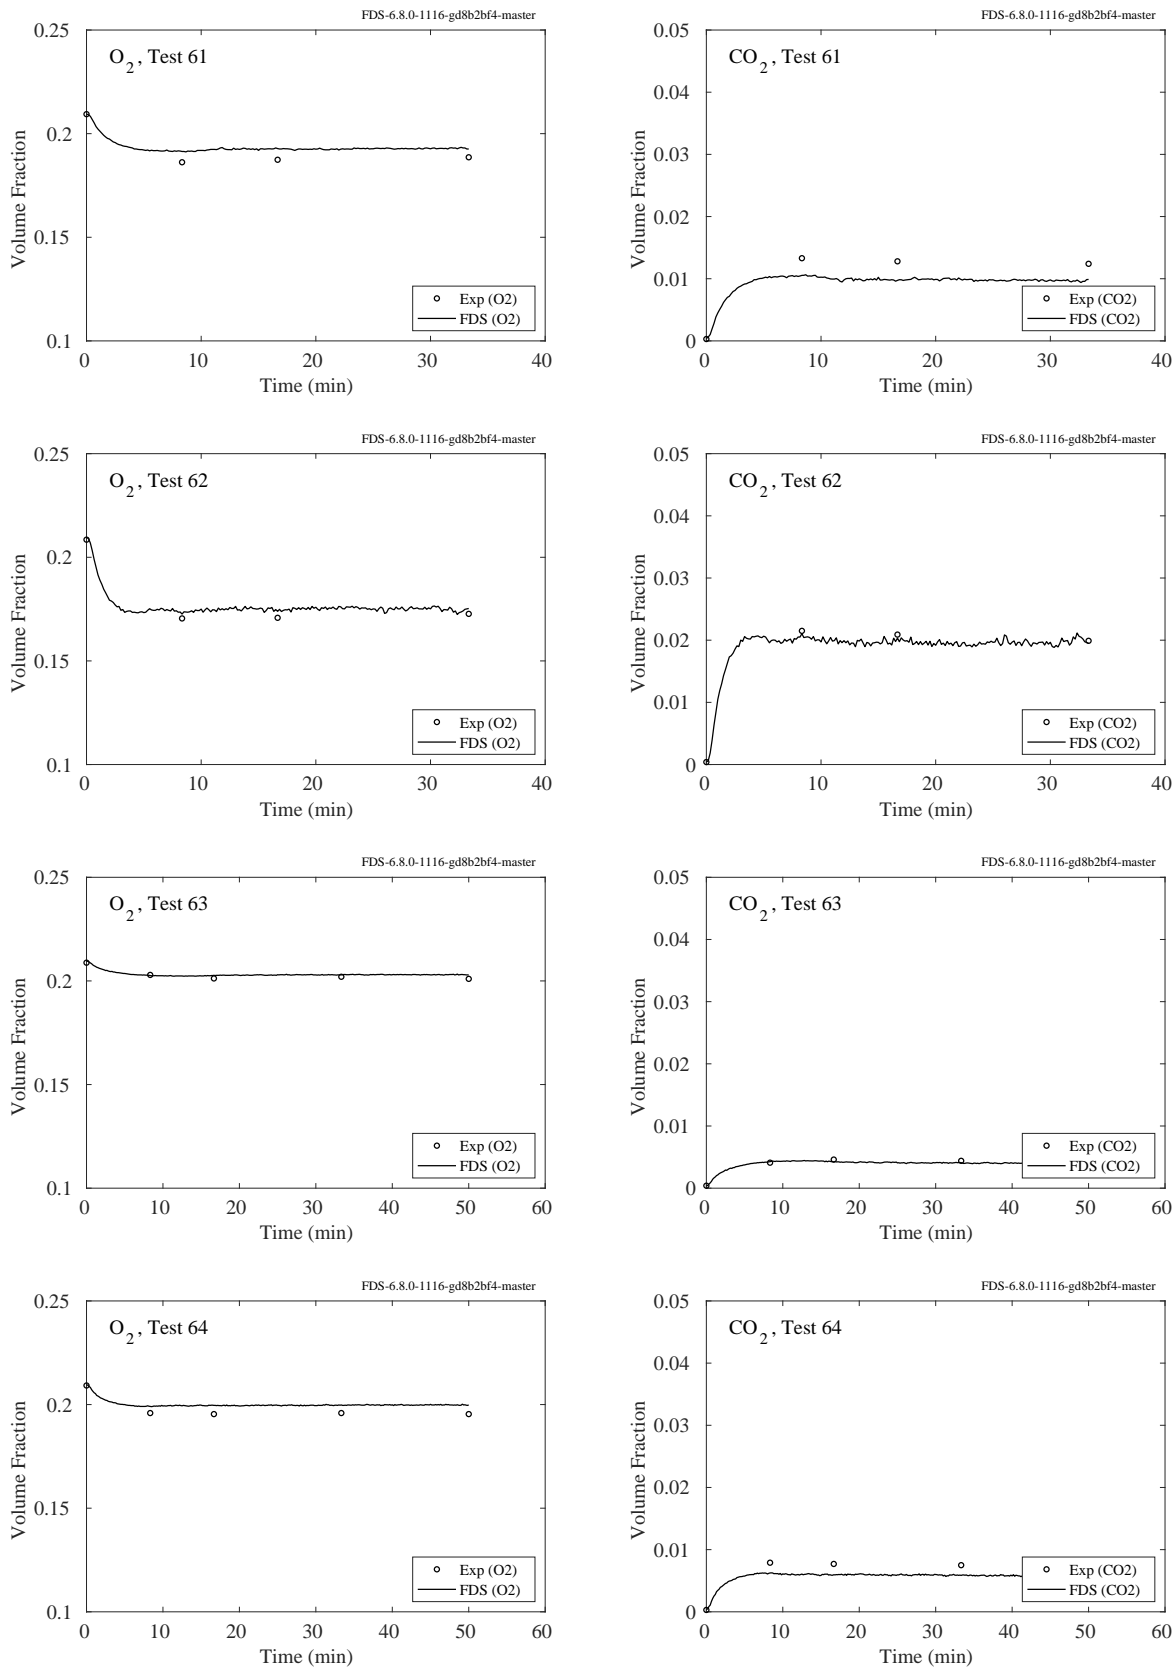 FDS-6.8.0-1116-gd8b2bf4-master
O2, Test 61
Volume Fraction
0.25
0.2
0.15
0.1
Exp (O2)
FDS (O2)
0 10 20 30 40
Time (min)
FDS-6.8.0-1116-gd8b2bf4-master
CO2, Test 61
Volume Fraction
0.05
0.04
0.03
0.02
0.01
0
Exp (CO2)
FDS (CO2)
0 10 20 30 40
Time (min)
FDS-6.8.0-1116-gd8b2bf4-master
O2, Test 62
Volume Fraction
0.25
0.2
0.15
0.1
Exp (O2)
FDS (O2)
0 10 20 30 40
Time (min)
FDS-6.8.0-1116-gd8b2bf4-master
CO2, Test 62
Volume Fraction
0.05
0.04
0.03
0.02
0.01
0
Exp (CO2)
FDS (CO2)
0 10 20 30 40
Time (min)
FDS-6.8.0-1116-gd8b2bf4-master
O2, Test 63
Volume Fraction
0.25
0.2
0.15
0.1
Exp (O2)
FDS (O2)
0 10 20 30 40 50 60
Time (min)
FDS-6.8.0-1116-gd8b2bf4-master
CO2, Test 63
Volume Fraction
0.05
0.04
0.03
0.02
0.01
0
Exp (CO2)
FDS (CO2)
0 10 20 30 40 50 60
Time (min)
FDS-6.8.0-1116-gd8b2bf4-master
O2, Test 64
Volume Fraction
0.25
0.2
0.15
0.1
Exp (O2)
FDS (O2)
0 10 20 30 40 50 60
Time (min)
FDS-6.8.0-1116-gd8b2bf4-master
CO2, Test 64
Volume Fraction
0.05
0.04
0.03
0.02
0.01
0
Exp (CO2)
FDS (CO2)
0 10 20 30 40 50 60
Time (min)